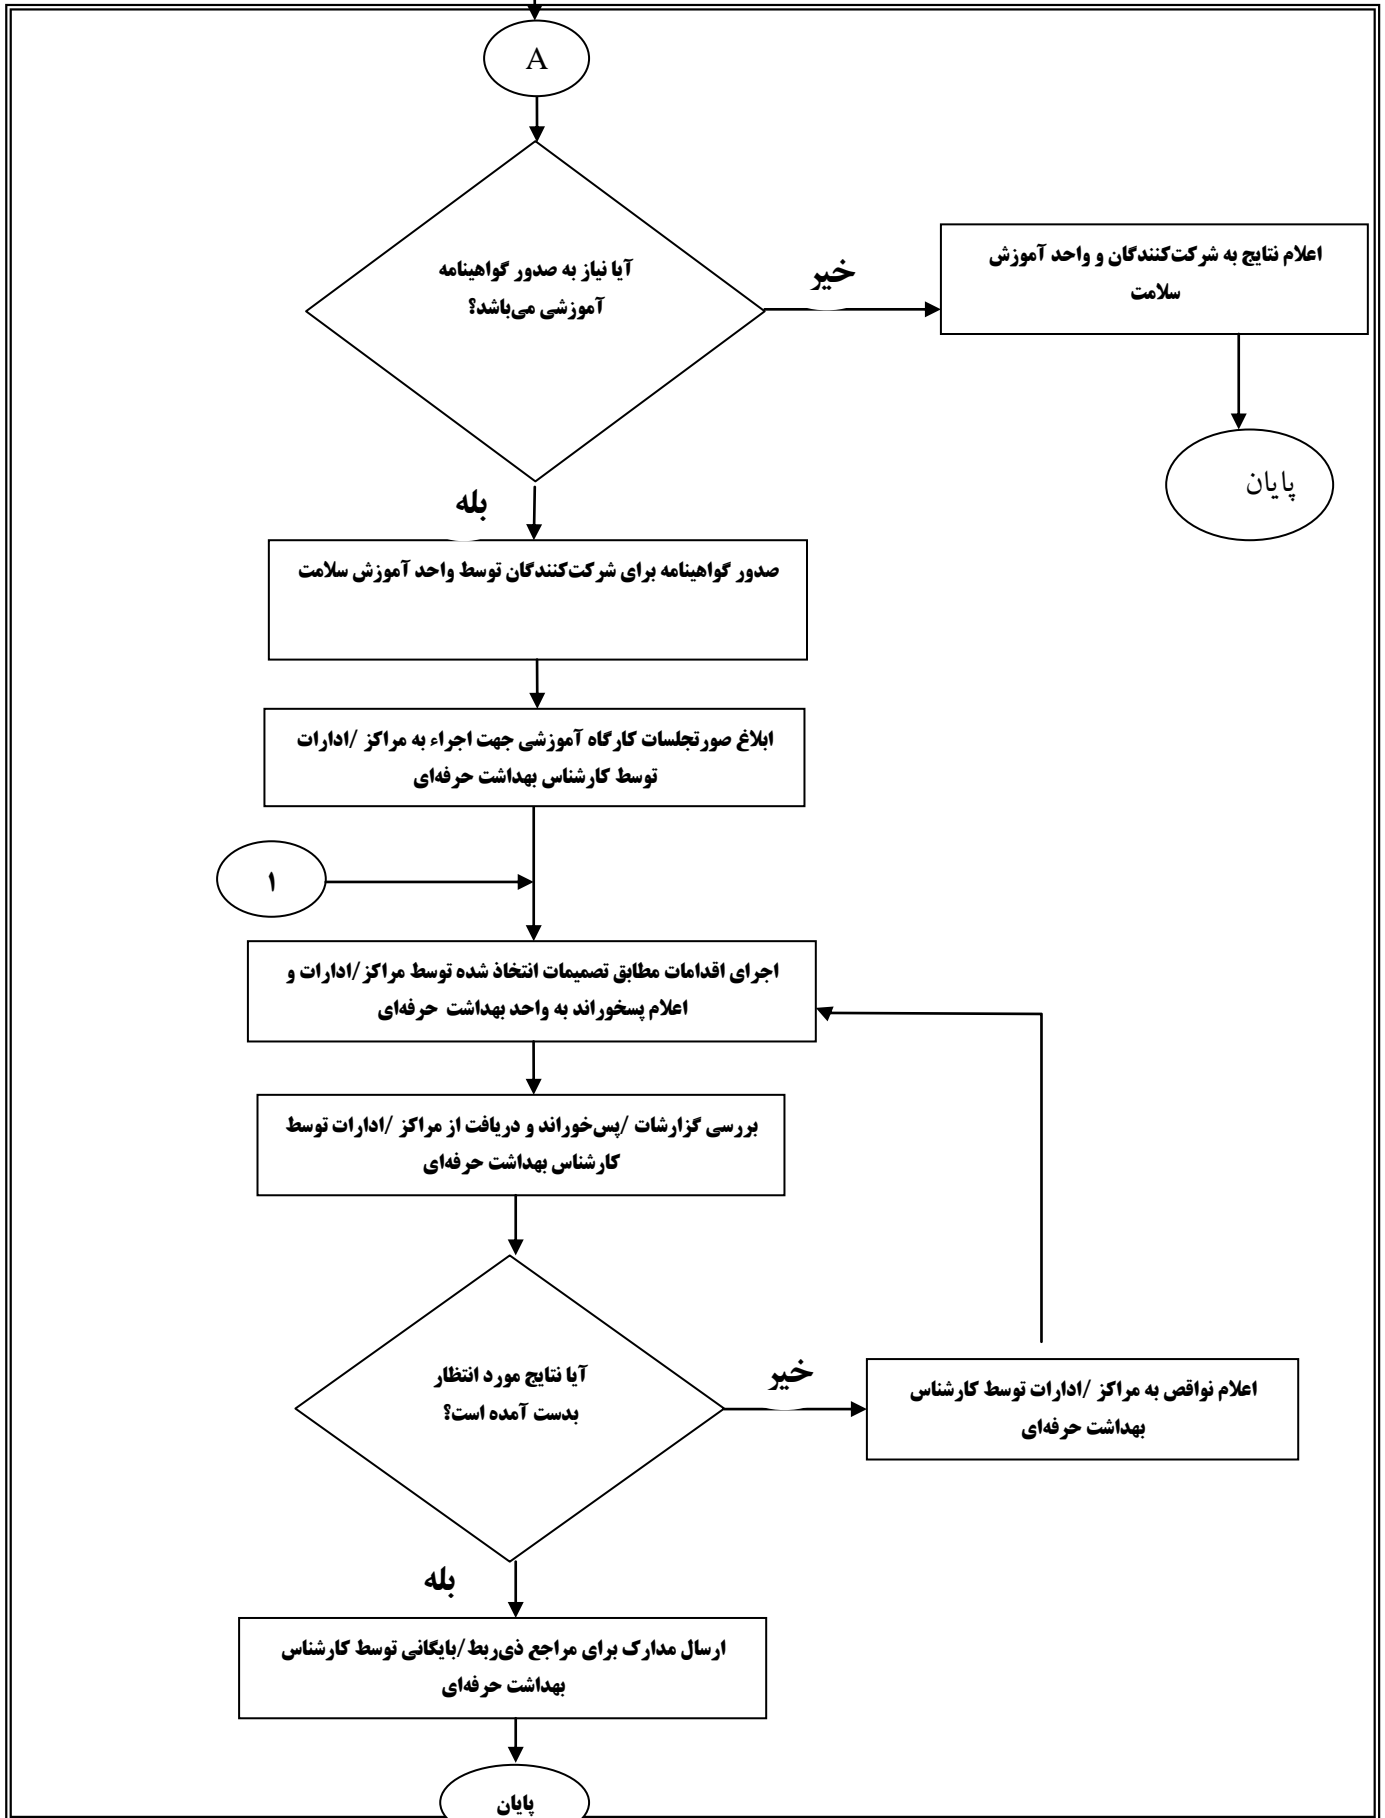 A
آیا نیاز به صدور گواهینامه
آموزشی می‌باشد؟
خیر
اعلام نتایج به شرکت‌کنندگان و واحد آموزش
سلامت
پایان
بله
صدور گواهینامه برای شرکت‌کنندگان توسط واحد آموزش سلامت
ابلاغ صورتجلسات کارگاه آموزشی جهت اجراء به مراکز /ادارات
توسط کارشناس بهداشت حرفه‌ای
۱
اجرای اقدامات مطابق تصمیمات انتخاذ شده توسط مراکز/ادارات و
اعلام پسخوراند به واحد بهداشت حرفه‌ای
بررسی گزارشات /پس‌خوراند و دریافت از مراکز /ادارات توسط
کارشناس بهداشت حرفه‌ای
آیا نتایج مورد انتظار
بدست آمده است؟
خیر
اعلام نواقص به مراکز /ادارات توسط کارشناس
بهداشت حرفه‌ای
بله
ارسال مدارک برای مراجع ذی‌ربط/بایگانی توسط کارشناس
بهداشت حرفه‌ای
پایان